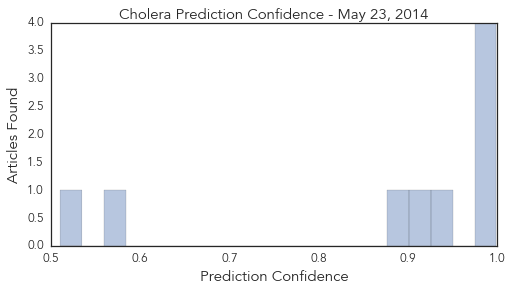 Cholera Prediction Confidence - May 23, 2014
4.0
3.5
3.0
2.5
2.0
1.5
1.0
0.5
0.0
Articles Found
0.5 0.6 0.7 0.8 0.9 1.0
Prediction Confidence